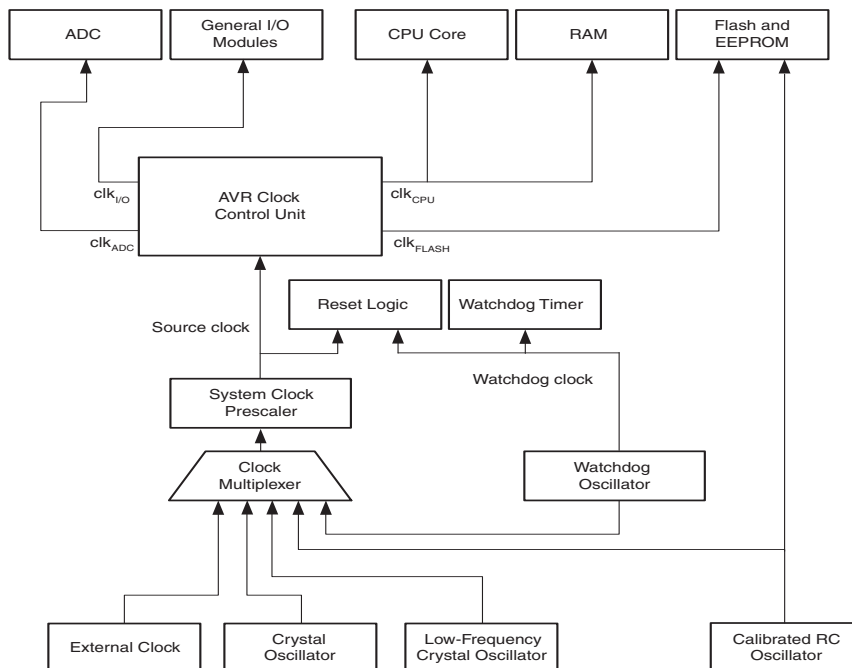 ADC
General I/O
Modules
CPU Core
RAM
Flash and
EEPROM
AVR Clock
Control Unit
clkI/O
clkCPU
clkADC
clkFLASH
Reset Logic
Watchdog Timer
Source clock
Watchdog clock
System Clock
Prescaler
Clock
Multiplexer
Watchdog
Oscillator
External Clock
Crystal
Oscillator
Low-Frequency
Crystal Oscillator
Calibrated RC
Oscillator